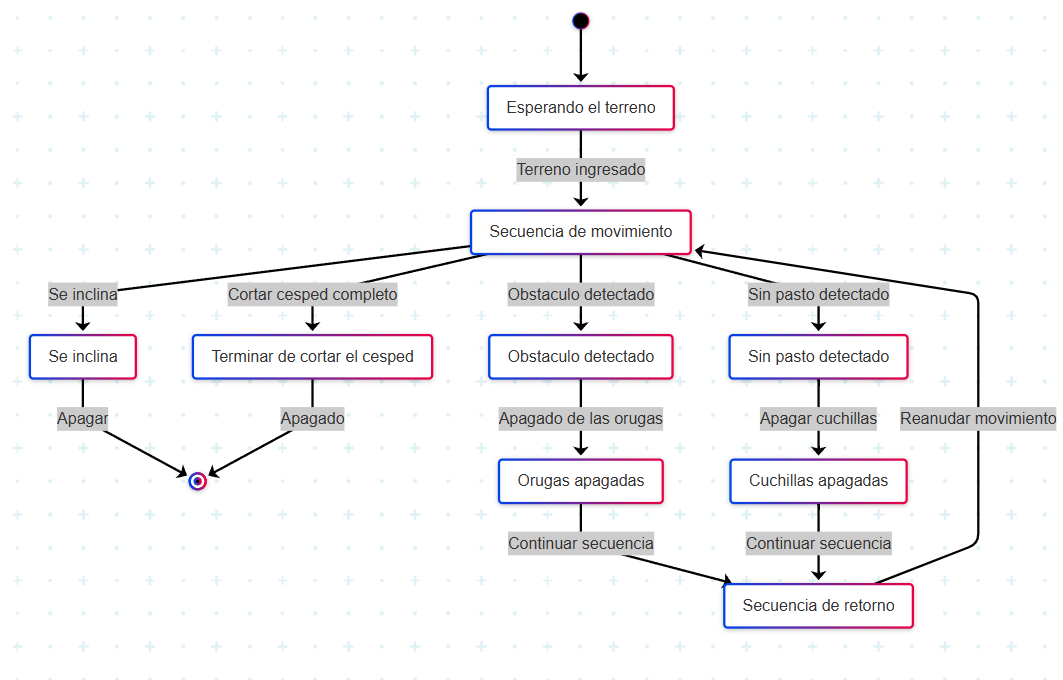 Esperando el terreno
Terreno ingresado
Secuencia de movimiento
Se inclina
Cortar cesped completo
Obstaculo detectado
Sin pasto detectado
Se inclina
Terminar de cortar el cesped
Obstaculo detectado
Sin pasto detectado
Apagar
Apagado
Apagado de las orugas
Apagar cuchillas
Reanudar movimiento
Orugas apagadas
Cuchillas apagadas
Continuar secuencia
Continuar secuencia
Secuencia de retorno